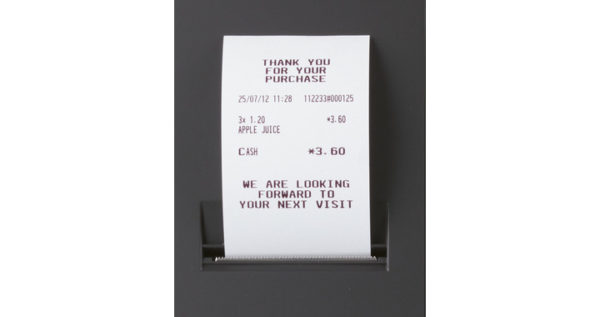 THANK YOU
FOR YOUR
PURCHASE
25/07/12 11:28 112233#000125
3x 1.20 *3.60
APPLE JUICE
CASH *3.60
WE ARE LOOKING
FORWARD TO
YOUR NEXT VISIT